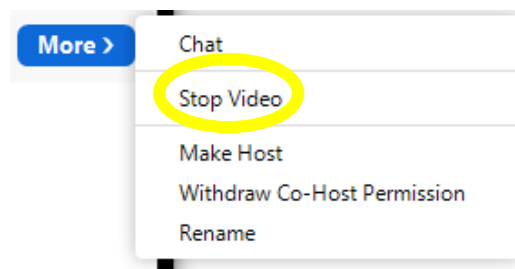 More >
Chat
Stop Video
Make Host
Withdraw Co-Host Permission
Rename